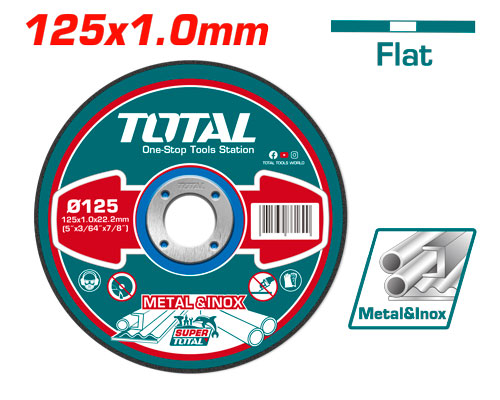 125x1.0mm
Flat
TOTAL
One-Stop Tools Station
TOTAL TOOLS WORLD
Ø125
125x1.0x22.2mm
(5"x3/64"x7/8")
TOTAL
METAL &INOX
SUPER
TOTAL
Metal&Inox